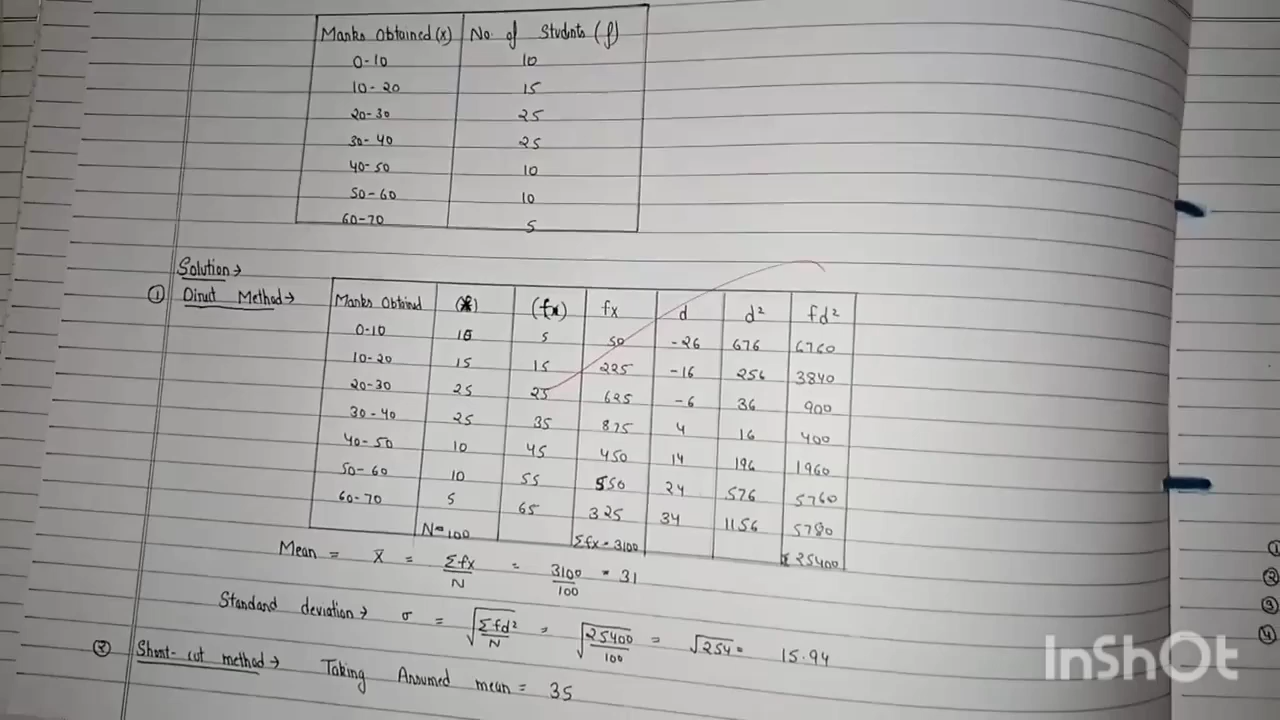 Marks Obtained (x) No. of Students (f)
0-10 10
10-20 15
20-30 25
30-40 25
40-50 10
50-60 10
60-70 5
Solution →
① Direct Method → Marks Obtained (f) (x) fx d d² fd²
0-10 10 5 50 -26 676 6760
10-20 15 15 225 -16 256 3840
20-30 25 25 625 -6 36 900
30-40 25 35 875 4 16 400
40-50 10 45 450 14 196 1960
50-60 10 55 550 24 576 5760
60-70 5 65 325 34 1156 5780
N=100 Σfx=3100 Σ 25400
Mean = X̄ = Σfx/N = 3100/100 = 31
Standard deviation → σ = √Σfd²/N = √25400/100 = √254 = 15.94
② Short-cut method → Taking Assumed mean = 35
①
②
③
④
InShOt